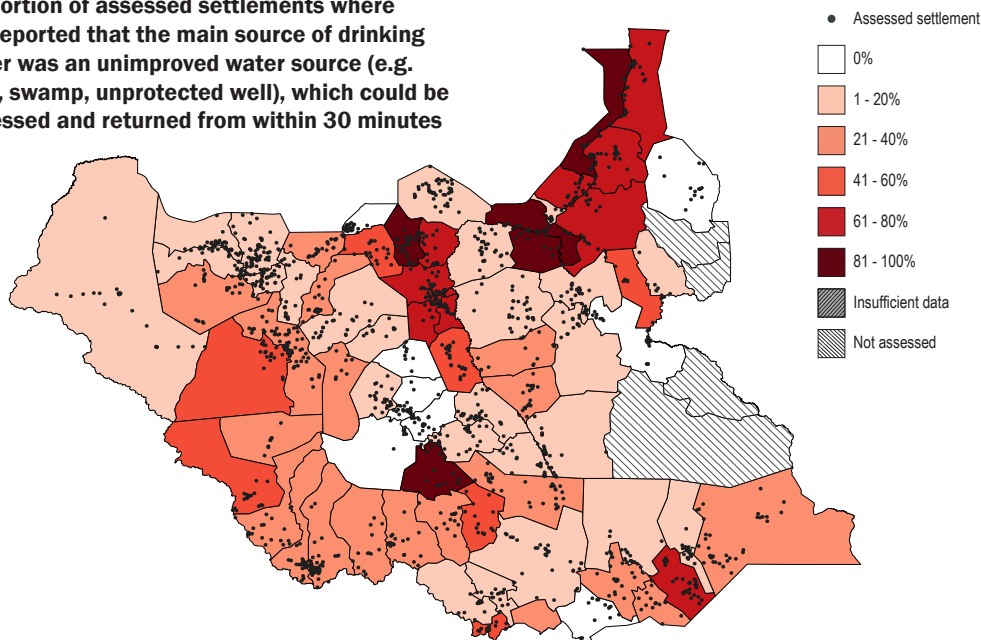 ortion of assessed settlements where
eported that the main source of drinking
er was an unimproved water source (e.g.
, swamp, unprotected well), which could be
essed and returned from within 30 minutes
Assessed settlement
0%
1 - 20%
21 - 40%
41 - 60%
61 - 80%
81 - 100%
Insufficient data
Not assessed